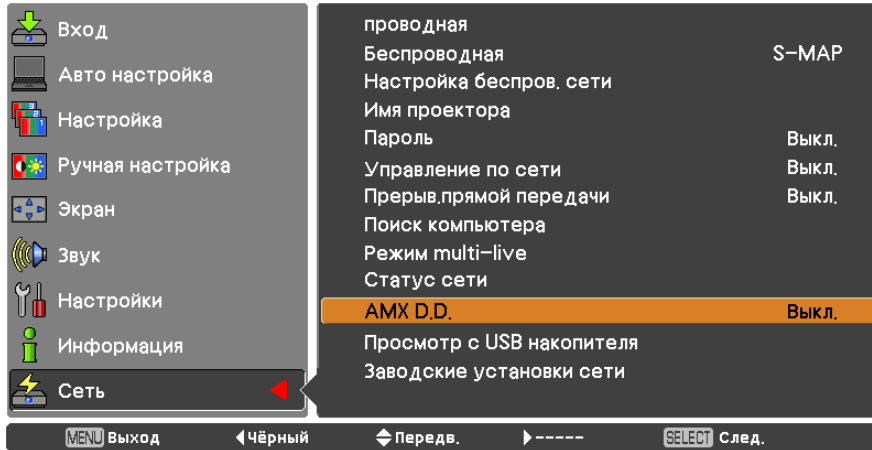 Вход
Авто настройка
Настройка
Ручная настройка
Экран
Звук
Настройки
Информация
Сеть
проводная
Беспроводная S-MAP
Настройка беспров. сети
Имя проектора
Пароль Выкл.
Управление по сети Выкл.
Прерыв.прямой передачи Выкл.
Поиск компьютера
Режим multi-live
Статус сети
AMX D.D. Выкл.
Просмотр с USB накопителя
Заводские установки сети
MENU Выход Чёрный Передв. ----- SELECT След.